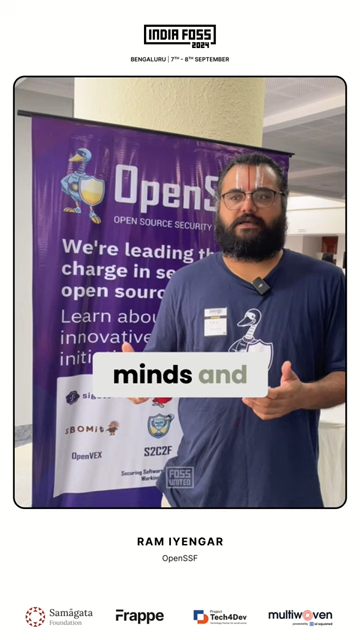 INDIA FOSS
2024
BENGALURU | 7TH - 8TH SEPTEMBER
OpenS
OPEN SOURCE SECURITY
We're leading th
charge in se
open sourc
Learn abou
innovative
initi
minds and
sig
SBOMit
OpenVEX
S2C2F
Securing Software
FOSS
UNITED
RAM IYENGAR
OpenSSF
Samāgata
Foundation
Frappe
Project
Tech4Dev
multiwoven